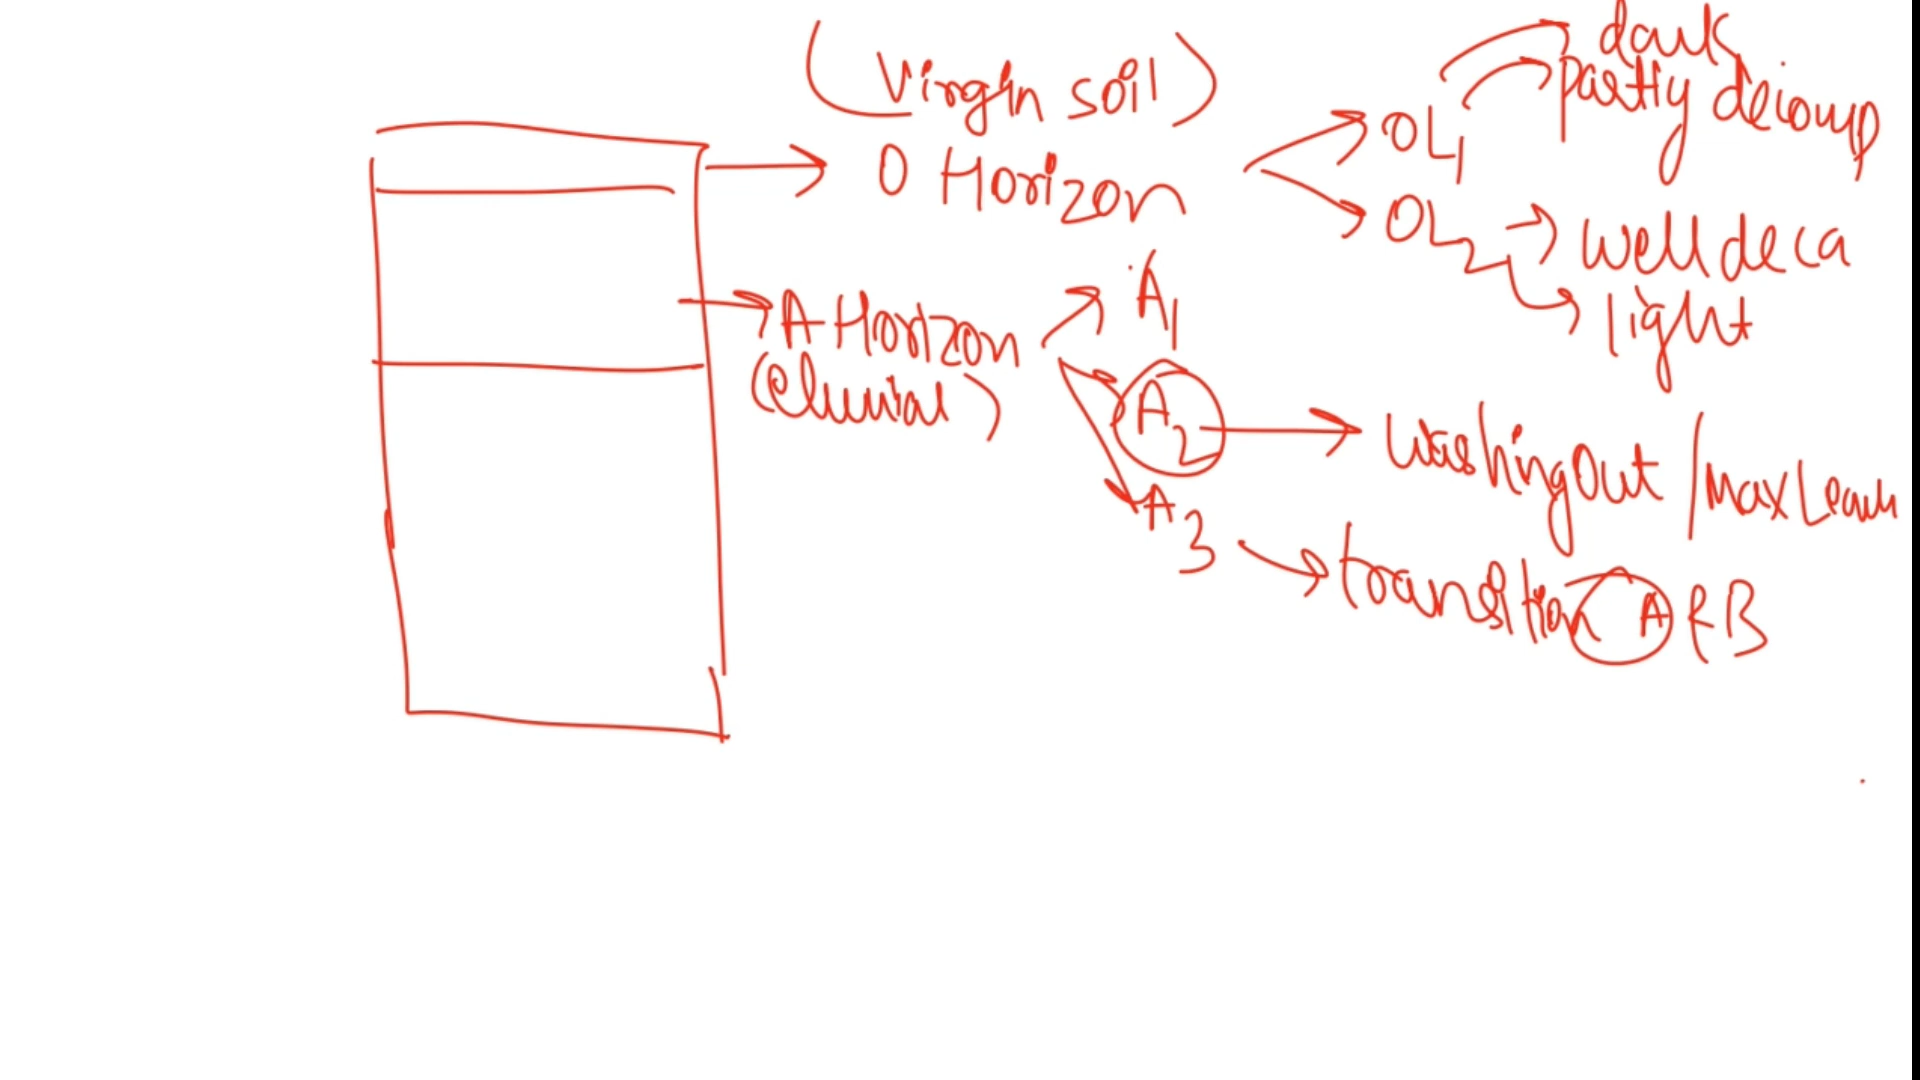 (Virgin soil)
O Horizon
OL1
dark
partly decomp
OL2
well deca
light
A Horizon
(eluvial)
A1
A2
washing out / max Leach
A3
transition A & B